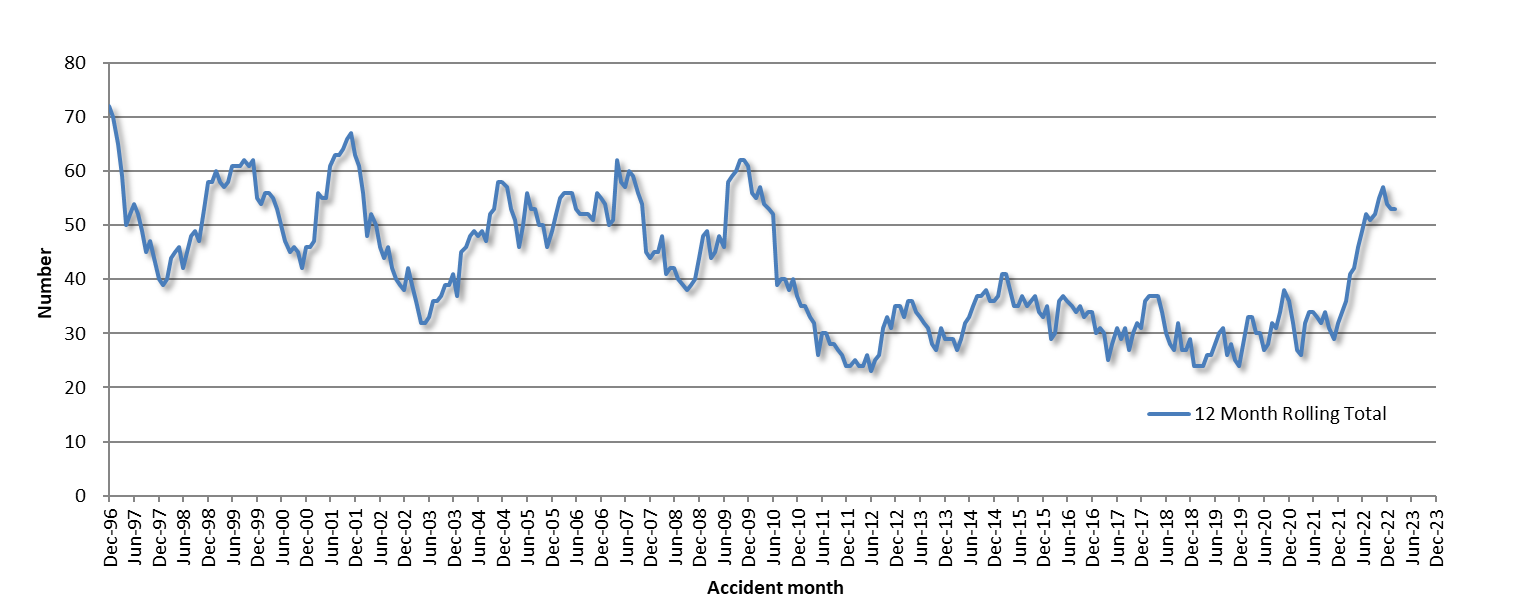 80
70
60
50
40
30
20
10
0
Number
12 Month Rolling Total
Dec-96
Jun-97
Dec-97
Jun-98
Dec-98
Jun-99
Dec-99
Jun-00
Dec-00
Jun-01
Dec-01
Jun-02
Dec-02
Jun-03
Dec-03
Jun-04
Dec-04
Jun-05
Dec-05
Jun-06
Dec-06
Jun-07
Dec-07
Jun-08
Dec-08
Jun-09
Dec-09
Jun-10
Dec-10
Jun-11
Dec-11
Jun-12
Dec-12
Jun-13
Dec-13
Jun-14
Dec-14
Jun-15
Dec-15
Jun-16
Dec-16
Jun-17
Dec-17
Jun-18
Dec-18
Jun-19
Dec-19
Jun-20
Dec-20
Jun-21
Dec-21
Jun-22
Dec-22
Jun-23
Dec-23
Accident month